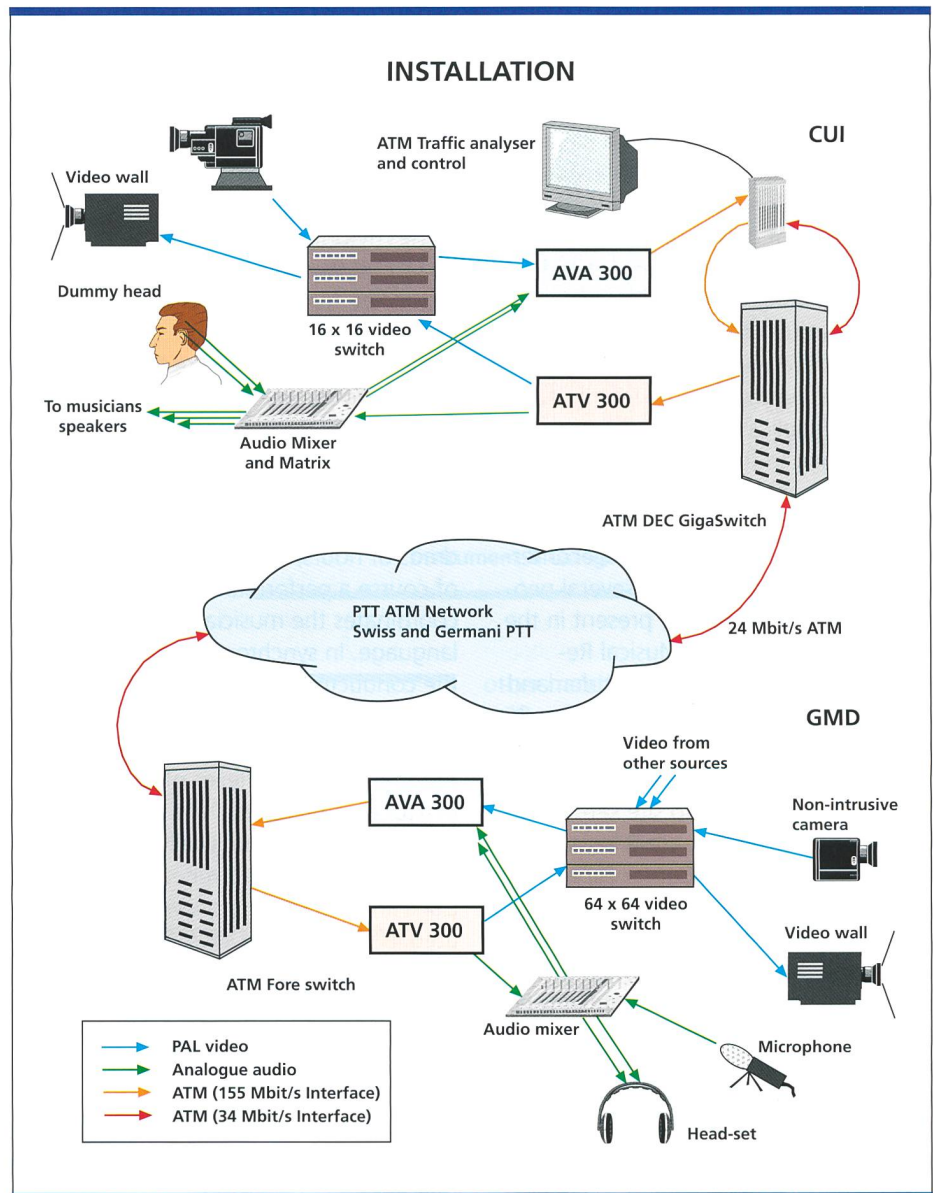 INSTALLATION
CUI
ATM Traffic analyser
and control
Video wall
AVA 300
Dummy head
16 x 16 video
switch
ATV 300
To musicians
speakers
Audio Mixer
and Matrix
ATM DEC GigaSwitch
PTT ATM Network
Swiss and Germani PTT
24 Mbit/s ATM
GMD
Video from
other sources
AVA 300
Non-intrusive
camera
64 x 64 video
switch
ATV 300
Video wall
ATM Fore switch
Audio mixer
Microphone
Head-set
PAL video
Analogue audio
ATM (155 Mbit/s Interface)
ATM (34 Mbit/s Interface)